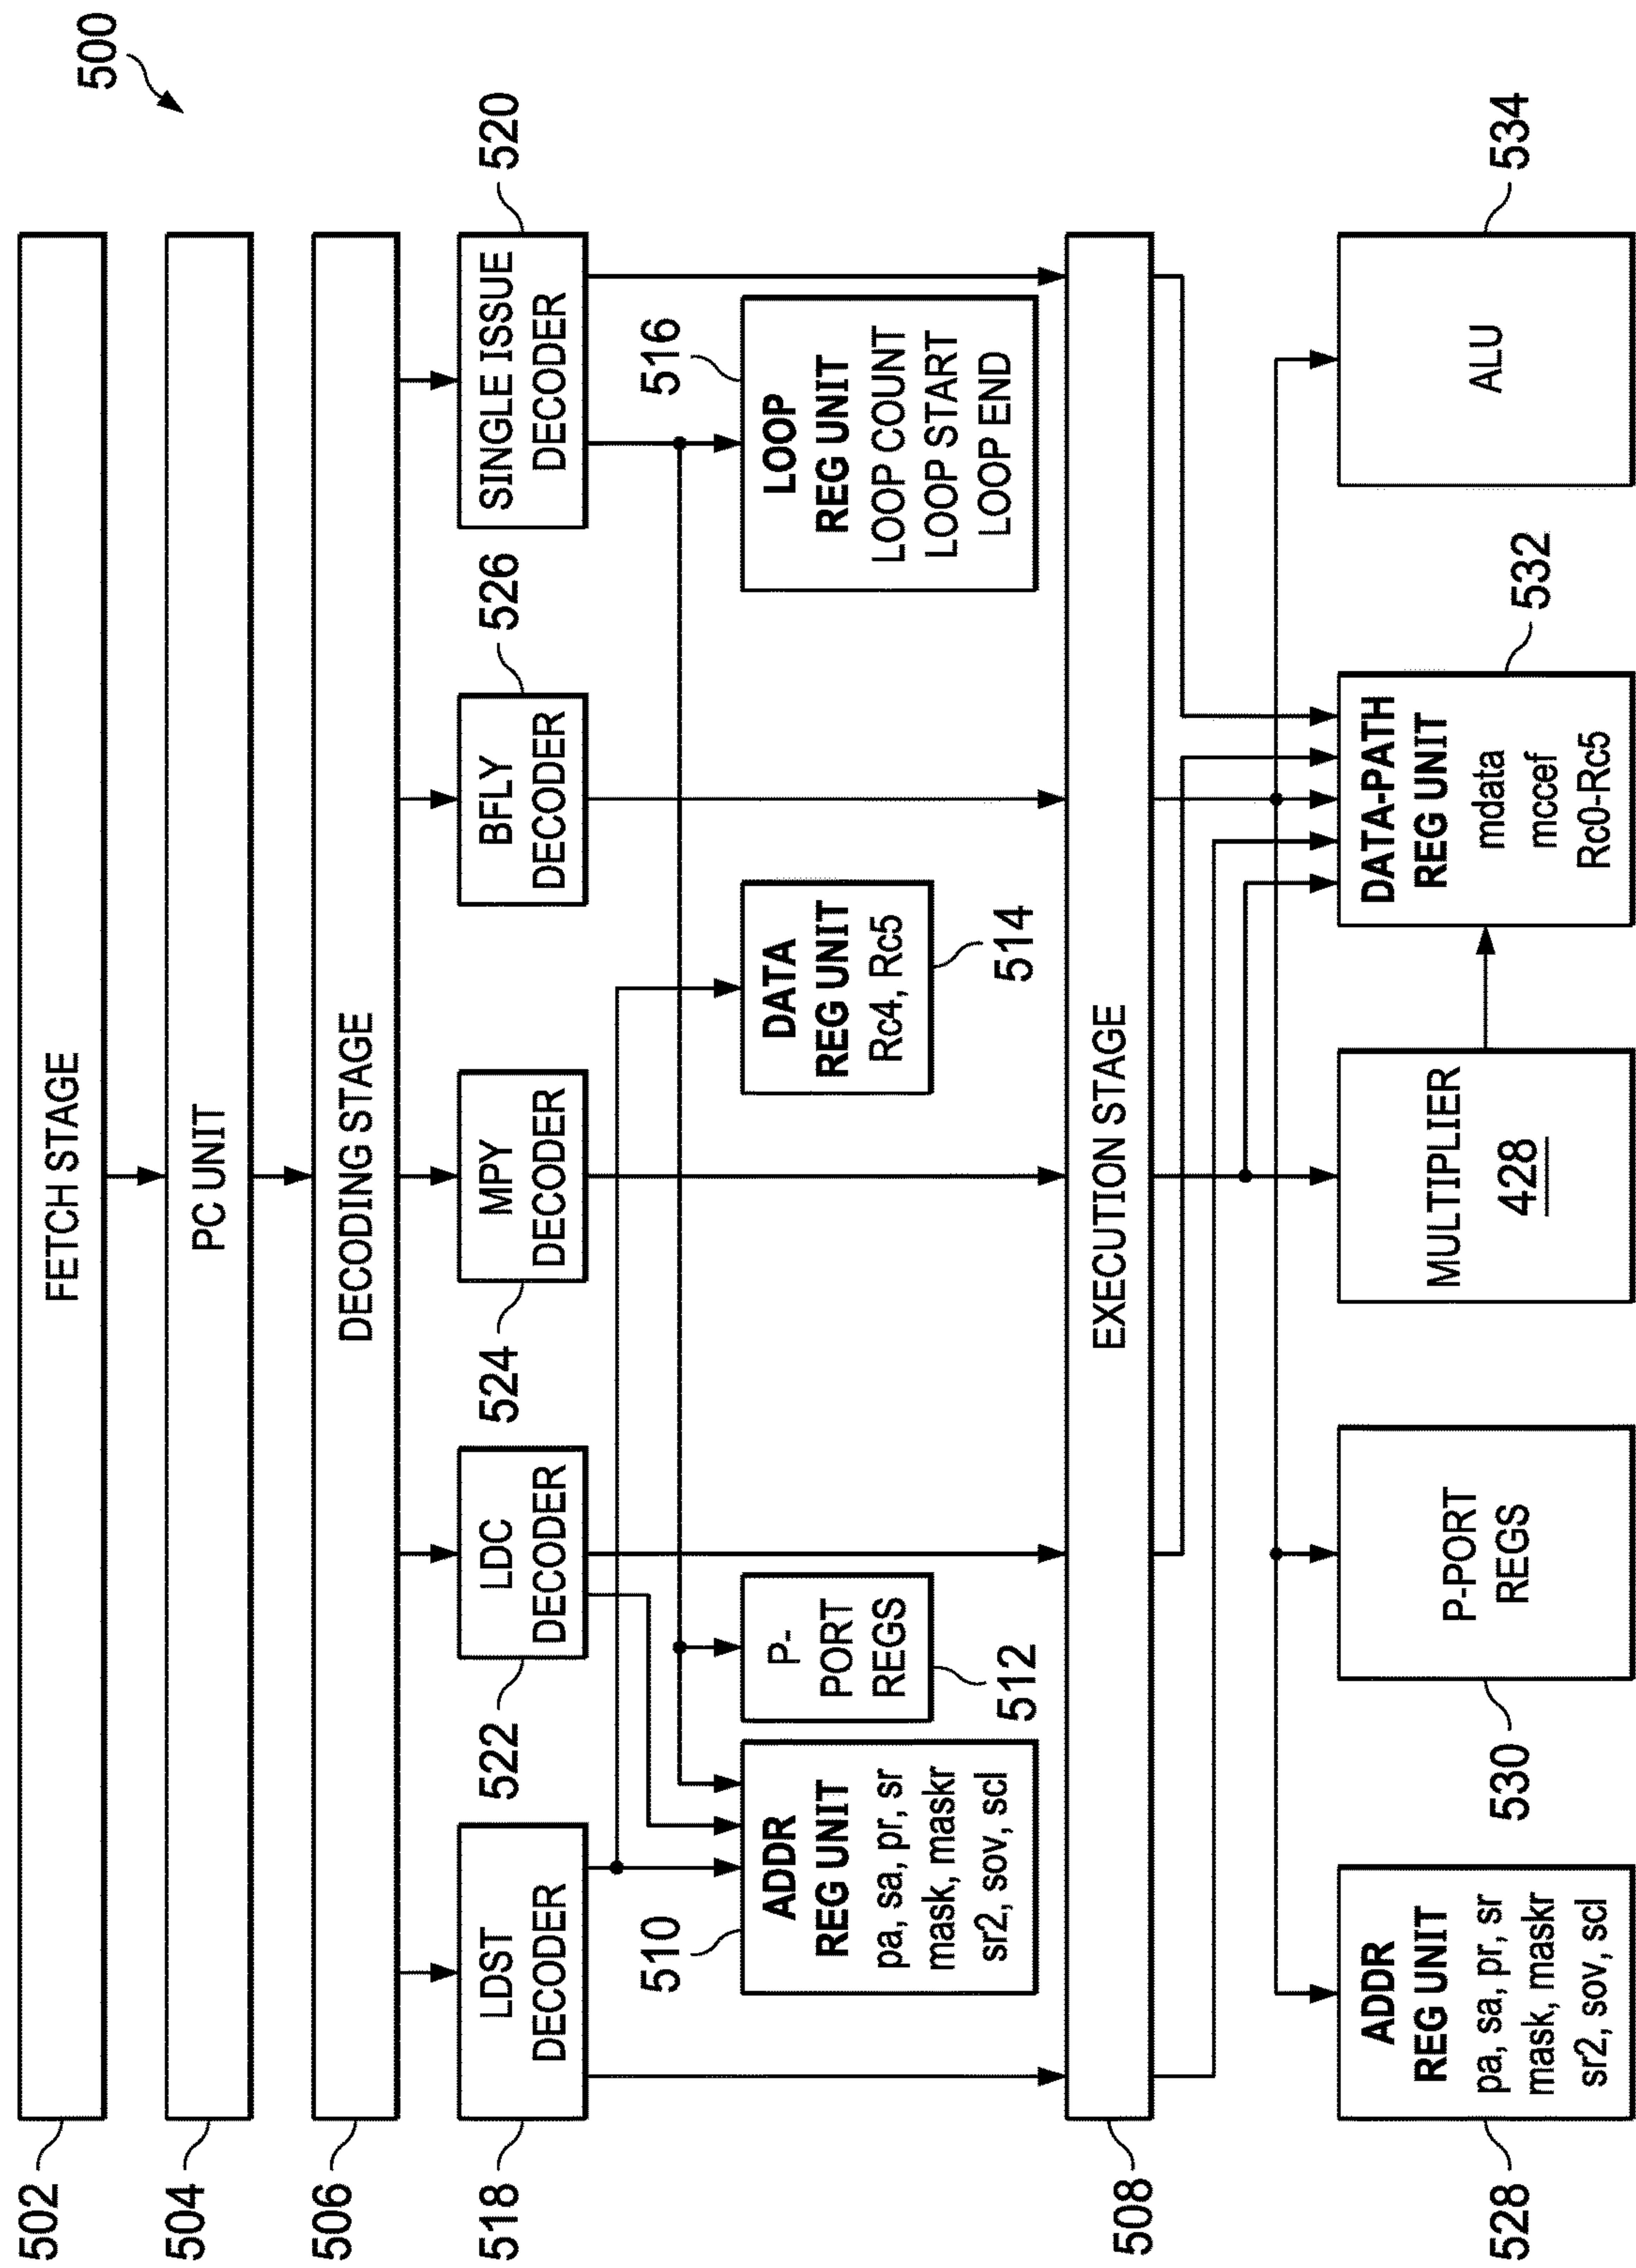 500
FETCH STAGE
502
PC UNIT
504
DECODING STAGE
506
LDST
DECODER
518
LDC
DECODER
522
MPY
DECODER
524
BFLY
DECODER
526
SINGLE ISSUE
DECODER
520
ADDR
REG UNIT
pa, sa, pr, sr
mask, maskr
sr2, sov, scl
510
P-
PORT
REGS
512
DATA
REG UNIT
Rc4, Rc5
514
LOOP
REG UNIT
LOOP COUNT
LOOP START
LOOP END
516
EXECUTION STAGE
508
ADDR
REG UNIT
pa, sa, pr, sr
mask, maskr
sr2, sov, scl
528
P-PORT
REGS
530
MULTIPLIER
428
DATA-PATH
REG UNIT
mdata
mccef
Rc0-Rc5
532
ALU
534